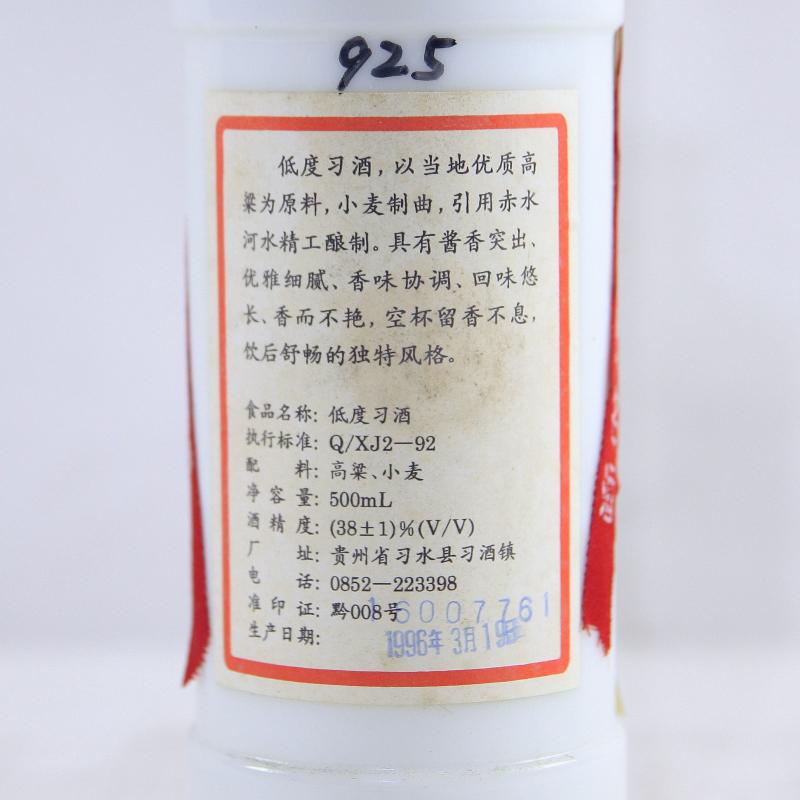 925
低度习酒，以当地优质高
粱为原料，小麦制曲，引用赤水
河水精工酿制。具有酱香突出、
优雅细腻、香味协调、回味悠
长、香而不艳，空杯留香不息，
饮后舒畅的独特风格。
食品名称：低度习酒
执行标准：Q/XJ2—92
配 料：高粱、小麦
净容量：500mL
酒精度：(38±1)%(V/V)
厂 址：贵州省习水县习酒镇
电 话：0852—223398
准印证：黔008号
16007761
生产日期：
1996年3月19日